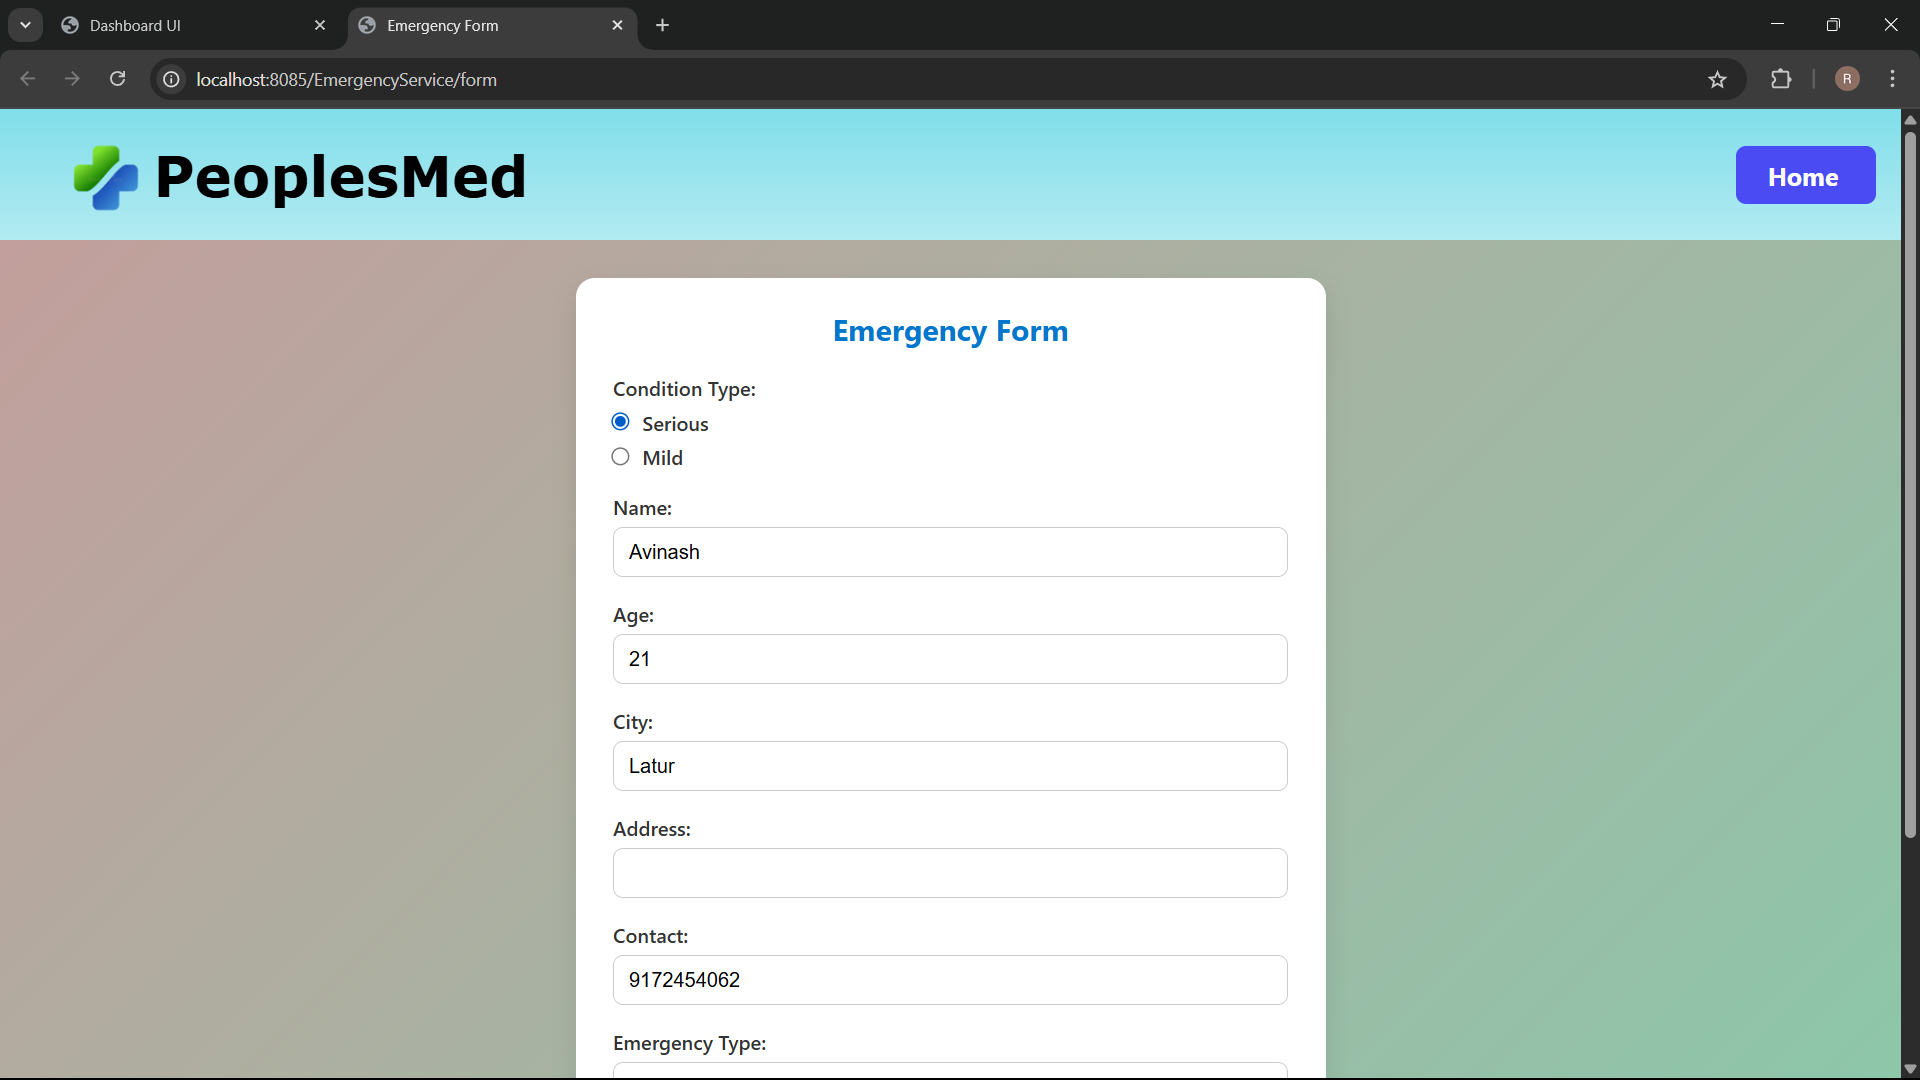 Dashboard UI
Emergency Form
localhost:8085/EmergencyService/form
R
PeoplesMed
Home
Emergency Form
Condition Type:
Serious
Mild
Name:
Avinash
Age:
21
City:
Latur
Address:
Contact:
9172454062
Emergency Type: